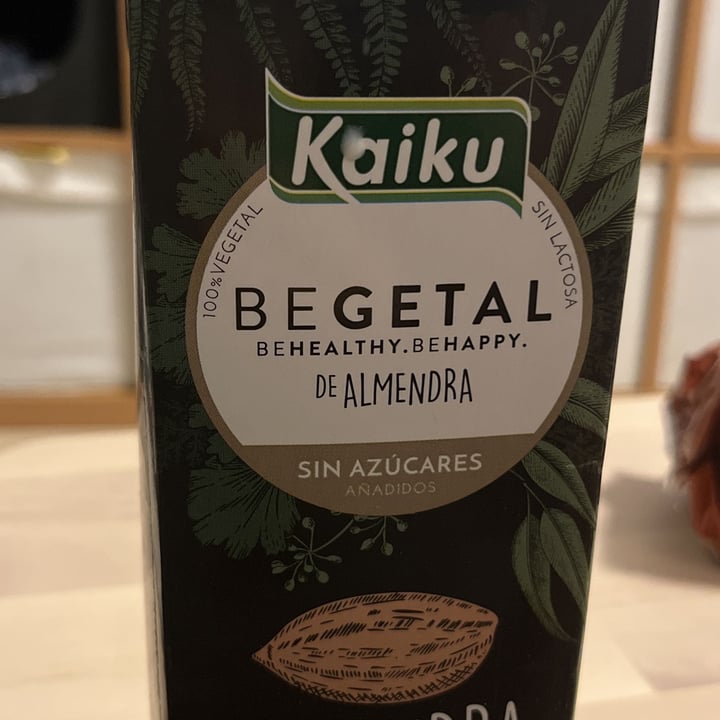 Kaiku
100% VEGETAL
SIN LACTOSA
BEGETAL
BEHEALTHY.BEHAPPY.
DE ALMENDRA
SIN AZÚCARES
AÑADIDOS